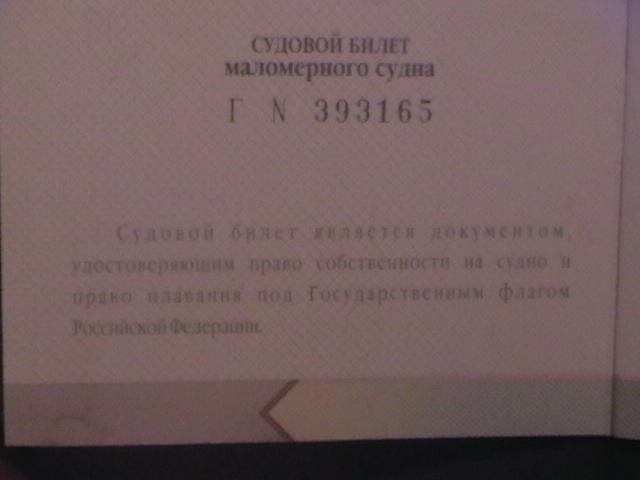 СУДОВОЙ БИЛЕТ
маломерного судна
Г N 393165
Судовой билет является документом,
удостоверяющим право собственности на судно и
право плавания под Государственным флагом
Российской Федерации.